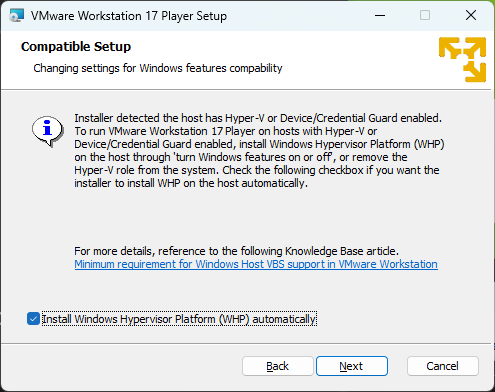 VMware Workstation 17 Player Setup
Compatible Setup
Changing settings for Windows features compability
Installer detected the host has Hyper-V or Device/Credential Guard enabled.
To run VMware Workstation 17 Player on hosts with Hyper-V or
Device/Credential Guard enabled, install Windows Hypervisor Platform (WHP)
on the host through 'turn Windows features on or off', or remove the
Hyper-V role from the system. Check the following checkbox if you want the
installer to install WHP on the host automatically.
For more details, reference to the following Knowledge Base article.
Minimum requirement for Windows Host VBS support in VMware Workstation
Install Windows Hypervisor Platform (WHP) automatically
Back Next Cancel